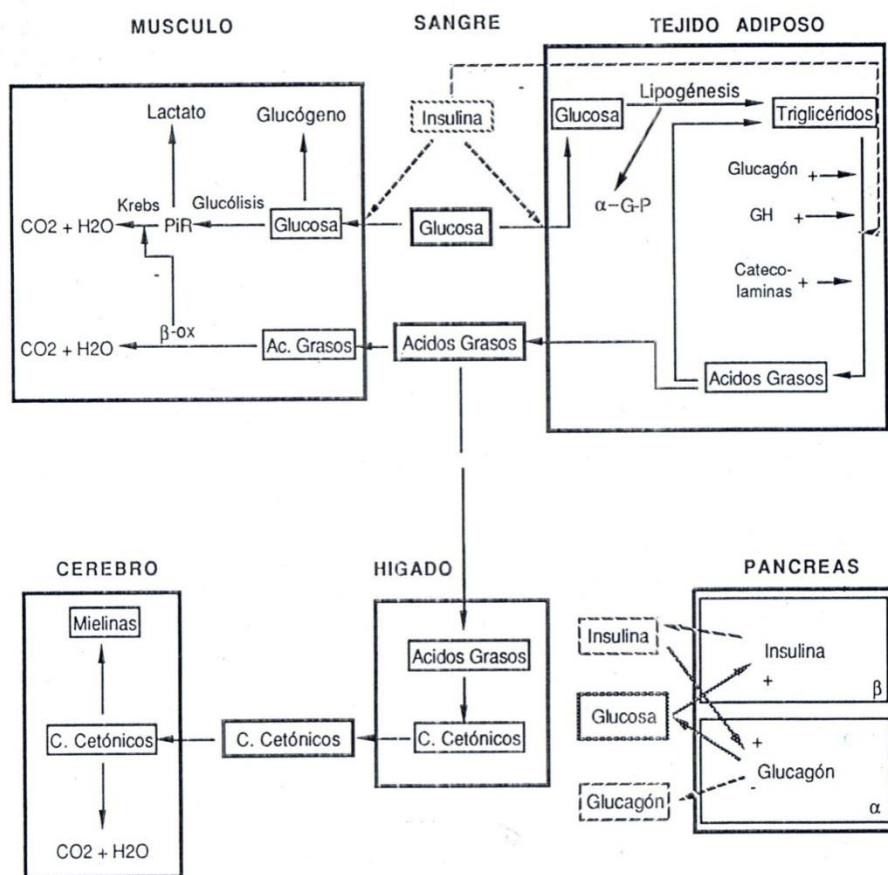 MUSCULO
SANGRE
TEJIDO ADIPOSO
Lactato
Glucógeno
Krebs
Glucólisis
CO2 + H2O
PiR
Glucosa
-
β-ox
CO2 + H2O
Ac. Grasos
Insulina
Glucosa
Acidos Grasos
-
Glucosa
Lipogénesis
Triglicéridos
α-G-P
Glucagón +
GH +
Cateco-
laminas +
Acidos Grasos
CEREBRO
HIGADO
PANCREAS
Mielinas
C. Cetónicos
CO2 + H2O
C. Cetónicos
Acidos Grasos
C. Cetónicos
Insulina
Glucosa
Glucagón
Insulina
+
β
+
Glucagón
-
α